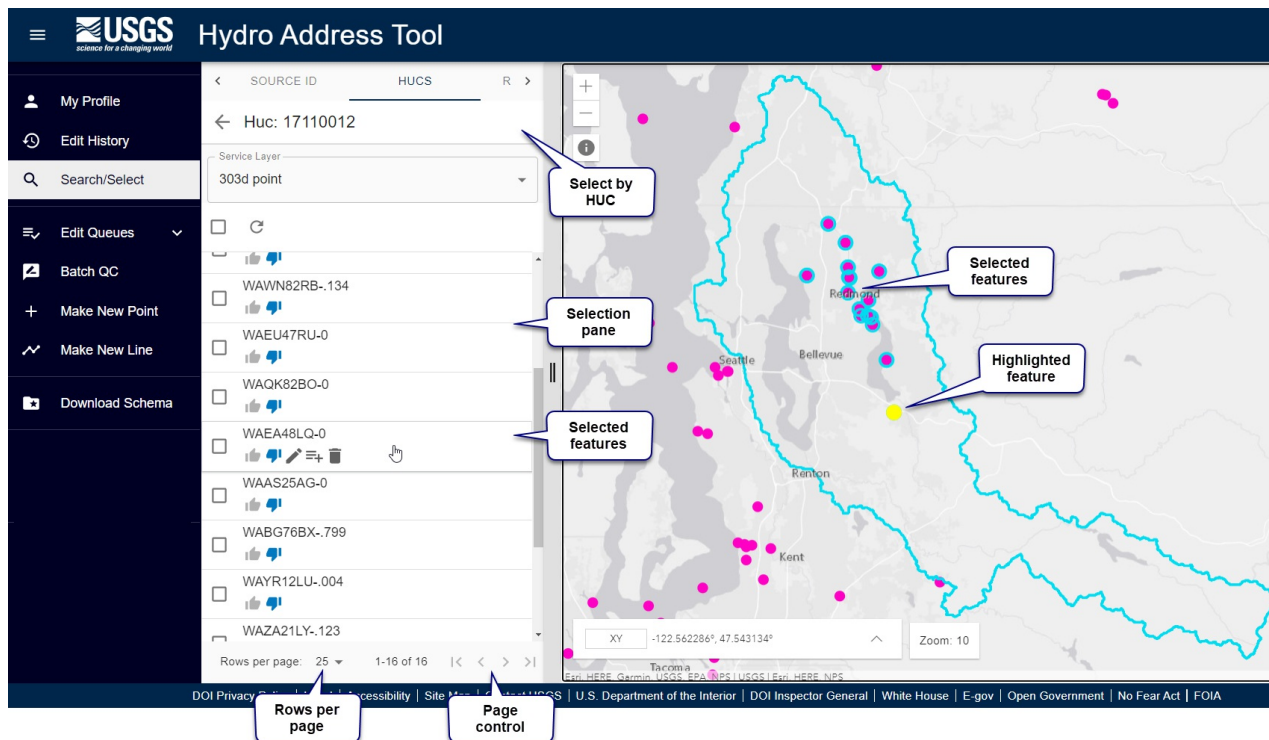 USGS
science for a changing world
Hydro Address Tool
My Profile
Edit History
Search/Select
Edit Queues
Batch QC
Make New Point
Make New Line
Download Schema
SOURCE ID
HUCS
R
Huc: 17110012
Service Layer
303d point
WAWN82RB-.134
WAEU47RU-0
WAQK82BO-0
WAEA48LQ-0
WAAS25AG-0
WABG76BX-.799
WAYR12LU-.004
WAZA21LY-.123
Rows per page: 25
1-16 of 16
Select by
HUC
Selection
pane
Selected
features
Selected
features
Highlighted
feature
Redmond
Seattle
Bellevue
Renton
Kent
Tacoma
XY -122.562286°, 47.543134°
Zoom: 10
Esri, HERE, Garmin, USGS, EPA, NPS | USGS | Esri, HERE, NPS
DOI Privacy | Accessibility | Site | USGS | U.S. Department of the Interior | DOI Inspector General | White House | E-gov | Open Government | No Fear Act | FOIA
Rows per
page
Page
control